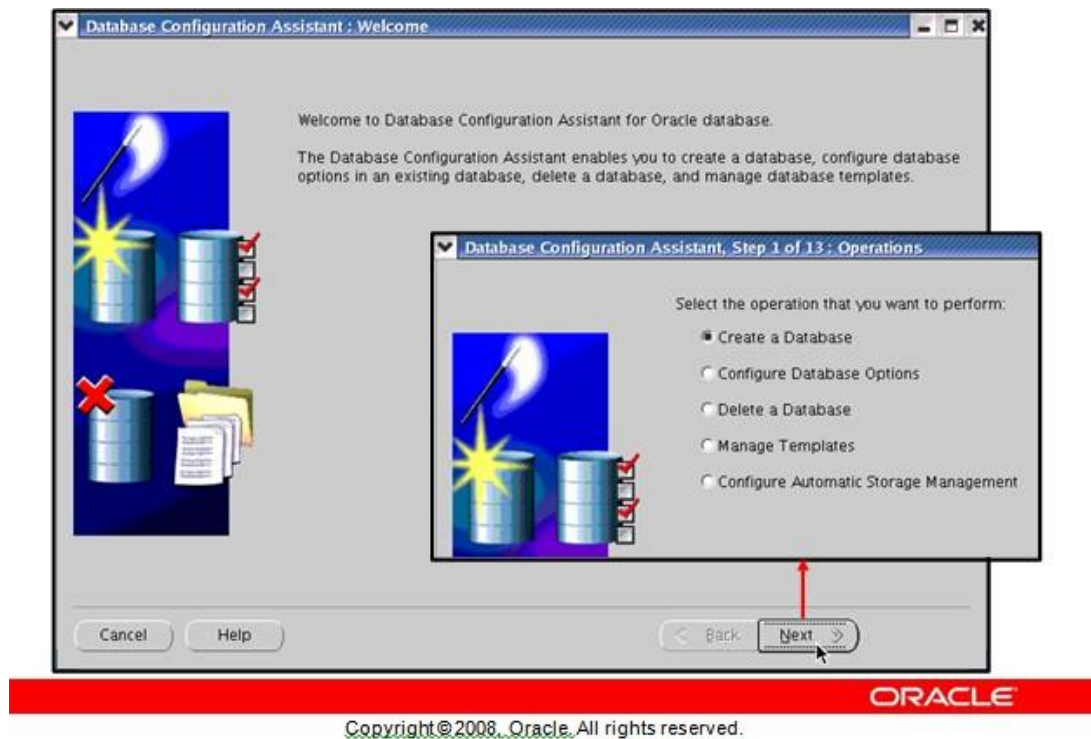 Database Configuration Assistant : Welcome
Welcome to Database Configuration Assistant for Oracle database.
The Database Configuration Assistant enables you to create a database, configure database
options in an existing database, delete a database, and manage database templates.
Database Configuration Assistant, Step 1 of 13 : Operations
Select the operation that you want to perform:
Create a Database
Configure Database Options
Delete a Database
Manage Templates
Configure Automatic Storage Management
Cancel
Help
Back
Next
ORACLE
Copyright © 2008, Oracle. All rights reserved.